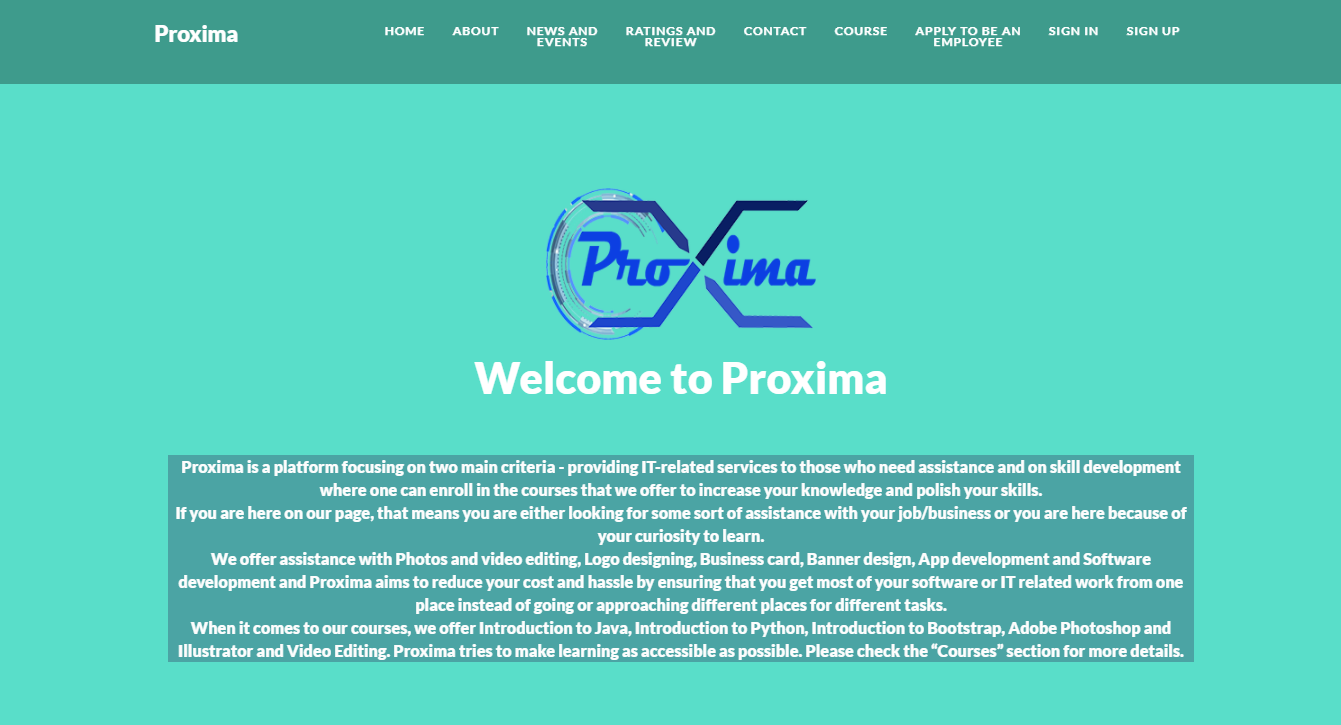 Proxima
HOME ABOUT NEWS AND EVENTS RATINGS AND REVIEW CONTACT COURSE APPLY TO BE AN EMPLOYEE SIGN IN SIGN UP
ProXima
Welcome to Proxima
Proxima is a platform focusing on two main criteria - providing IT-related services to those who need assistance and on skill development
where one can enroll in the courses that we offer to increase your knowledge and polish your skills.
If you are here on our page, that means you are either looking for some sort of assistance with your job/business or you are here because of
your curiosity to learn.
We offer assistance with Photos and video editing, Logo designing, Business card, Banner design, App development and Software
development and Proxima aims to reduce your cost and hassle by ensuring that you get most of your software or IT related work from one
place instead of going or approaching different places for different tasks.
When it comes to our courses, we offer Introduction to Java, Introduction to Python, Introduction to Bootstrap, Adobe Photoshop and
Illustrator and Video Editing. Proxima tries to make learning as accessible as possible. Please check the “Courses” section for more details.